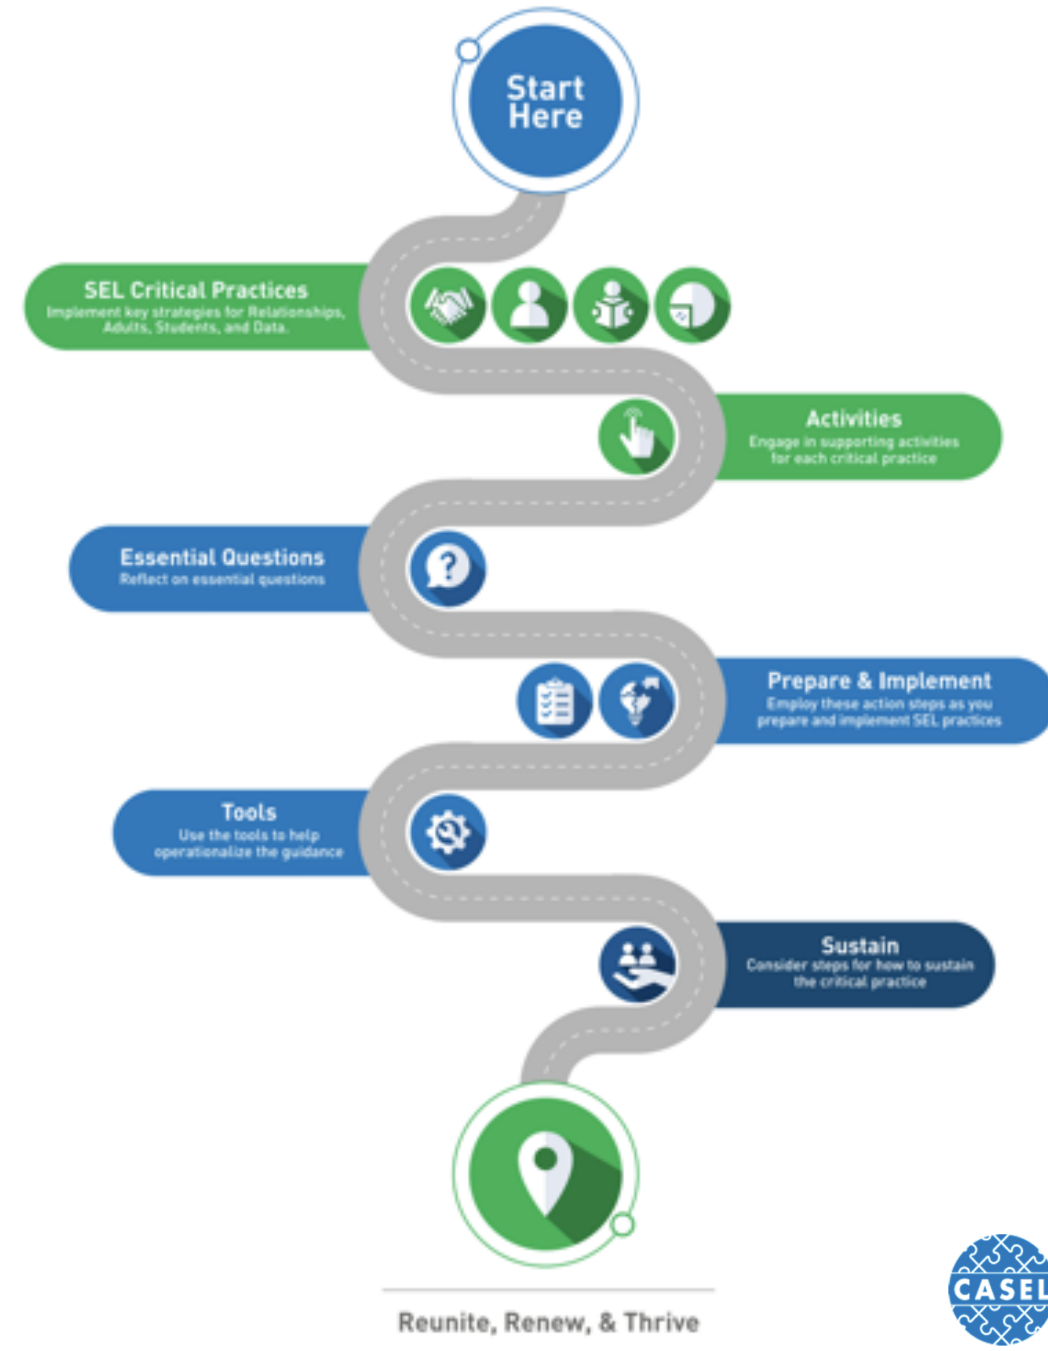 Start
Here
SEL Critical Practices
Implement key strategies for Relationships,
Adults, Students, and Data.
Activities
Engage in supporting activities
for each critical practice
Essential Questions
Reflect on essential questions
?
Prepare & Implement
Employ these action steps as you
prepare and implement SEL practices
Tools
Use the tools to help
operationalize the guidance
Sustain
Consider steps for how to sustain
the critical practice
Reunite, Renew, & Thrive
CASEL